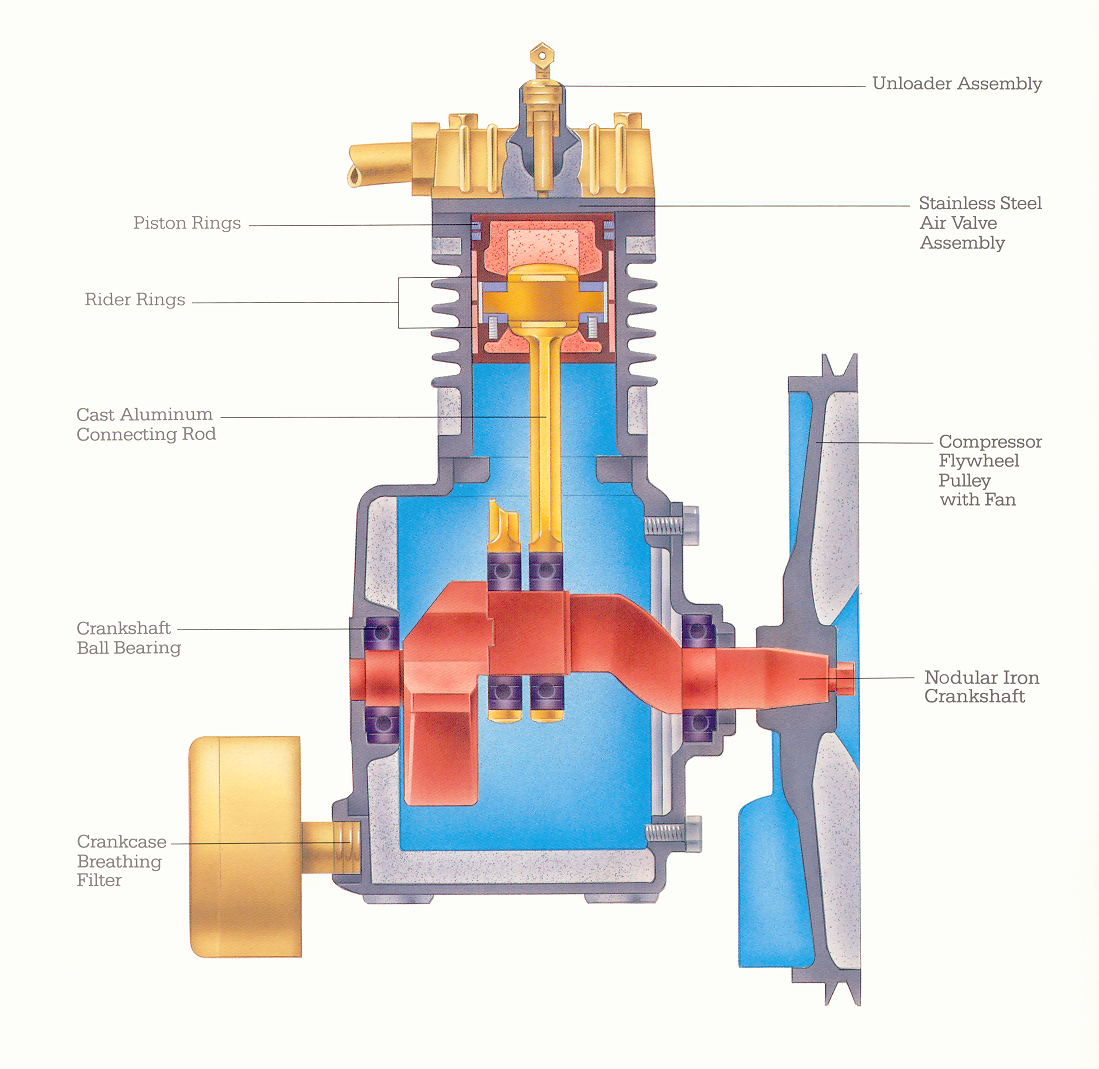 Unloader Assembly
Stainless Steel
Air Valve
Assembly
Piston Rings
Rider Rings
Cast Aluminum
Connecting Rod
Compressor
Flywheel
Pulley
with Fan
Crankshaft
Ball Bearing
Nodular Iron
Crankshaft
Crankcase
Breathing
Filter